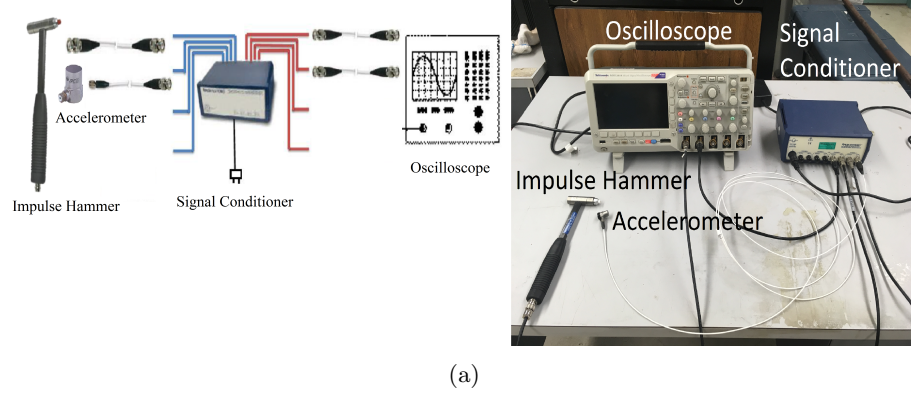 Accelerometer
Impulse Hammer
Signal Conditioner
Oscilloscope
Oscilloscope
Signal
Conditioner
Impulse Hammer
Accelerometer
(a)